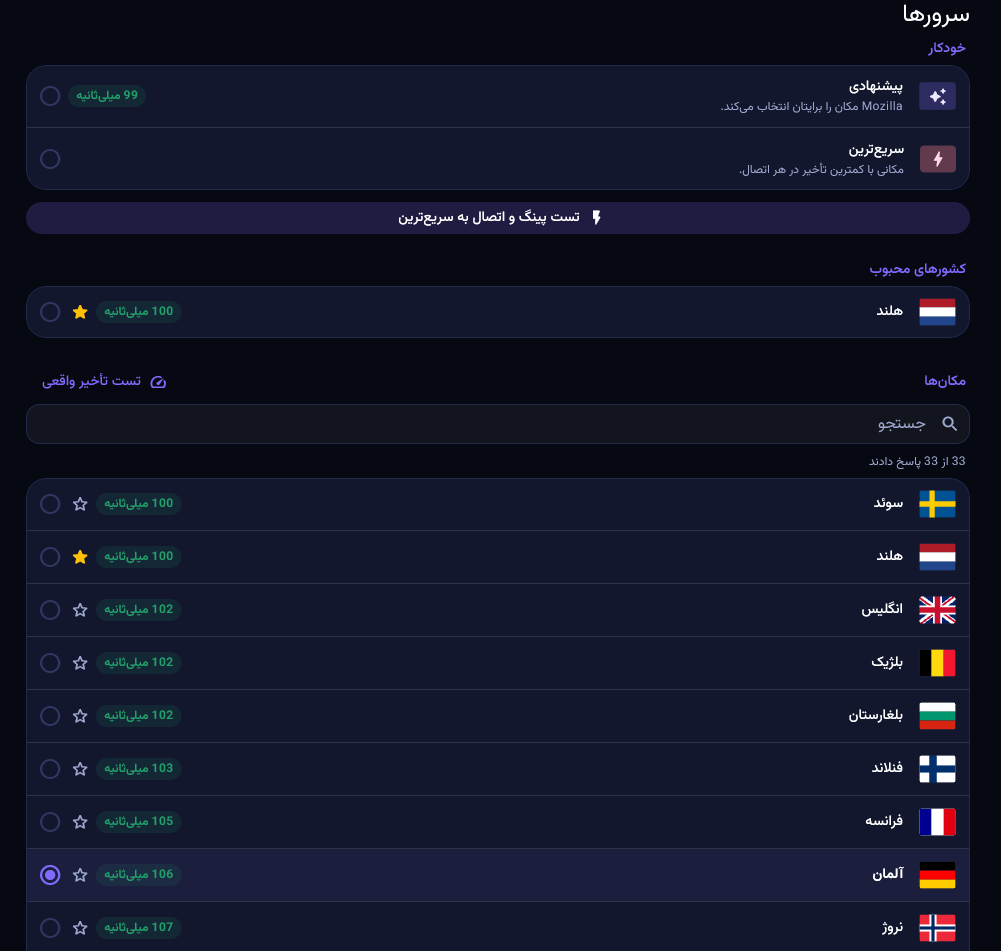 سرورها
خودکار
پیشنهادی
99 میلی‌ثانیه
Mozilla مکان را برایتان انتخاب می‌کند.
سریع‌ترین
مکانی با کمترین تأخیر در هر اتصال.
تست پینگ و اتصال به سریع‌ترین
کشورهای محبوب
هلند 100 میلی‌ثانیه
مکان‌ها تست تأخیر واقعی
جستجو
33 از 33 پاسخ دادند
سوئد 100 میلی‌ثانیه
هلند 100 میلی‌ثانیه
انگلیس 102 میلی‌ثانیه
بلژیک 102 میلی‌ثانیه
بلغارستان 102 میلی‌ثانیه
فنلاند 103 میلی‌ثانیه
فرانسه 105 میلی‌ثانیه
آلمان 106 میلی‌ثانیه
نروژ 107 میلی‌ثانیه